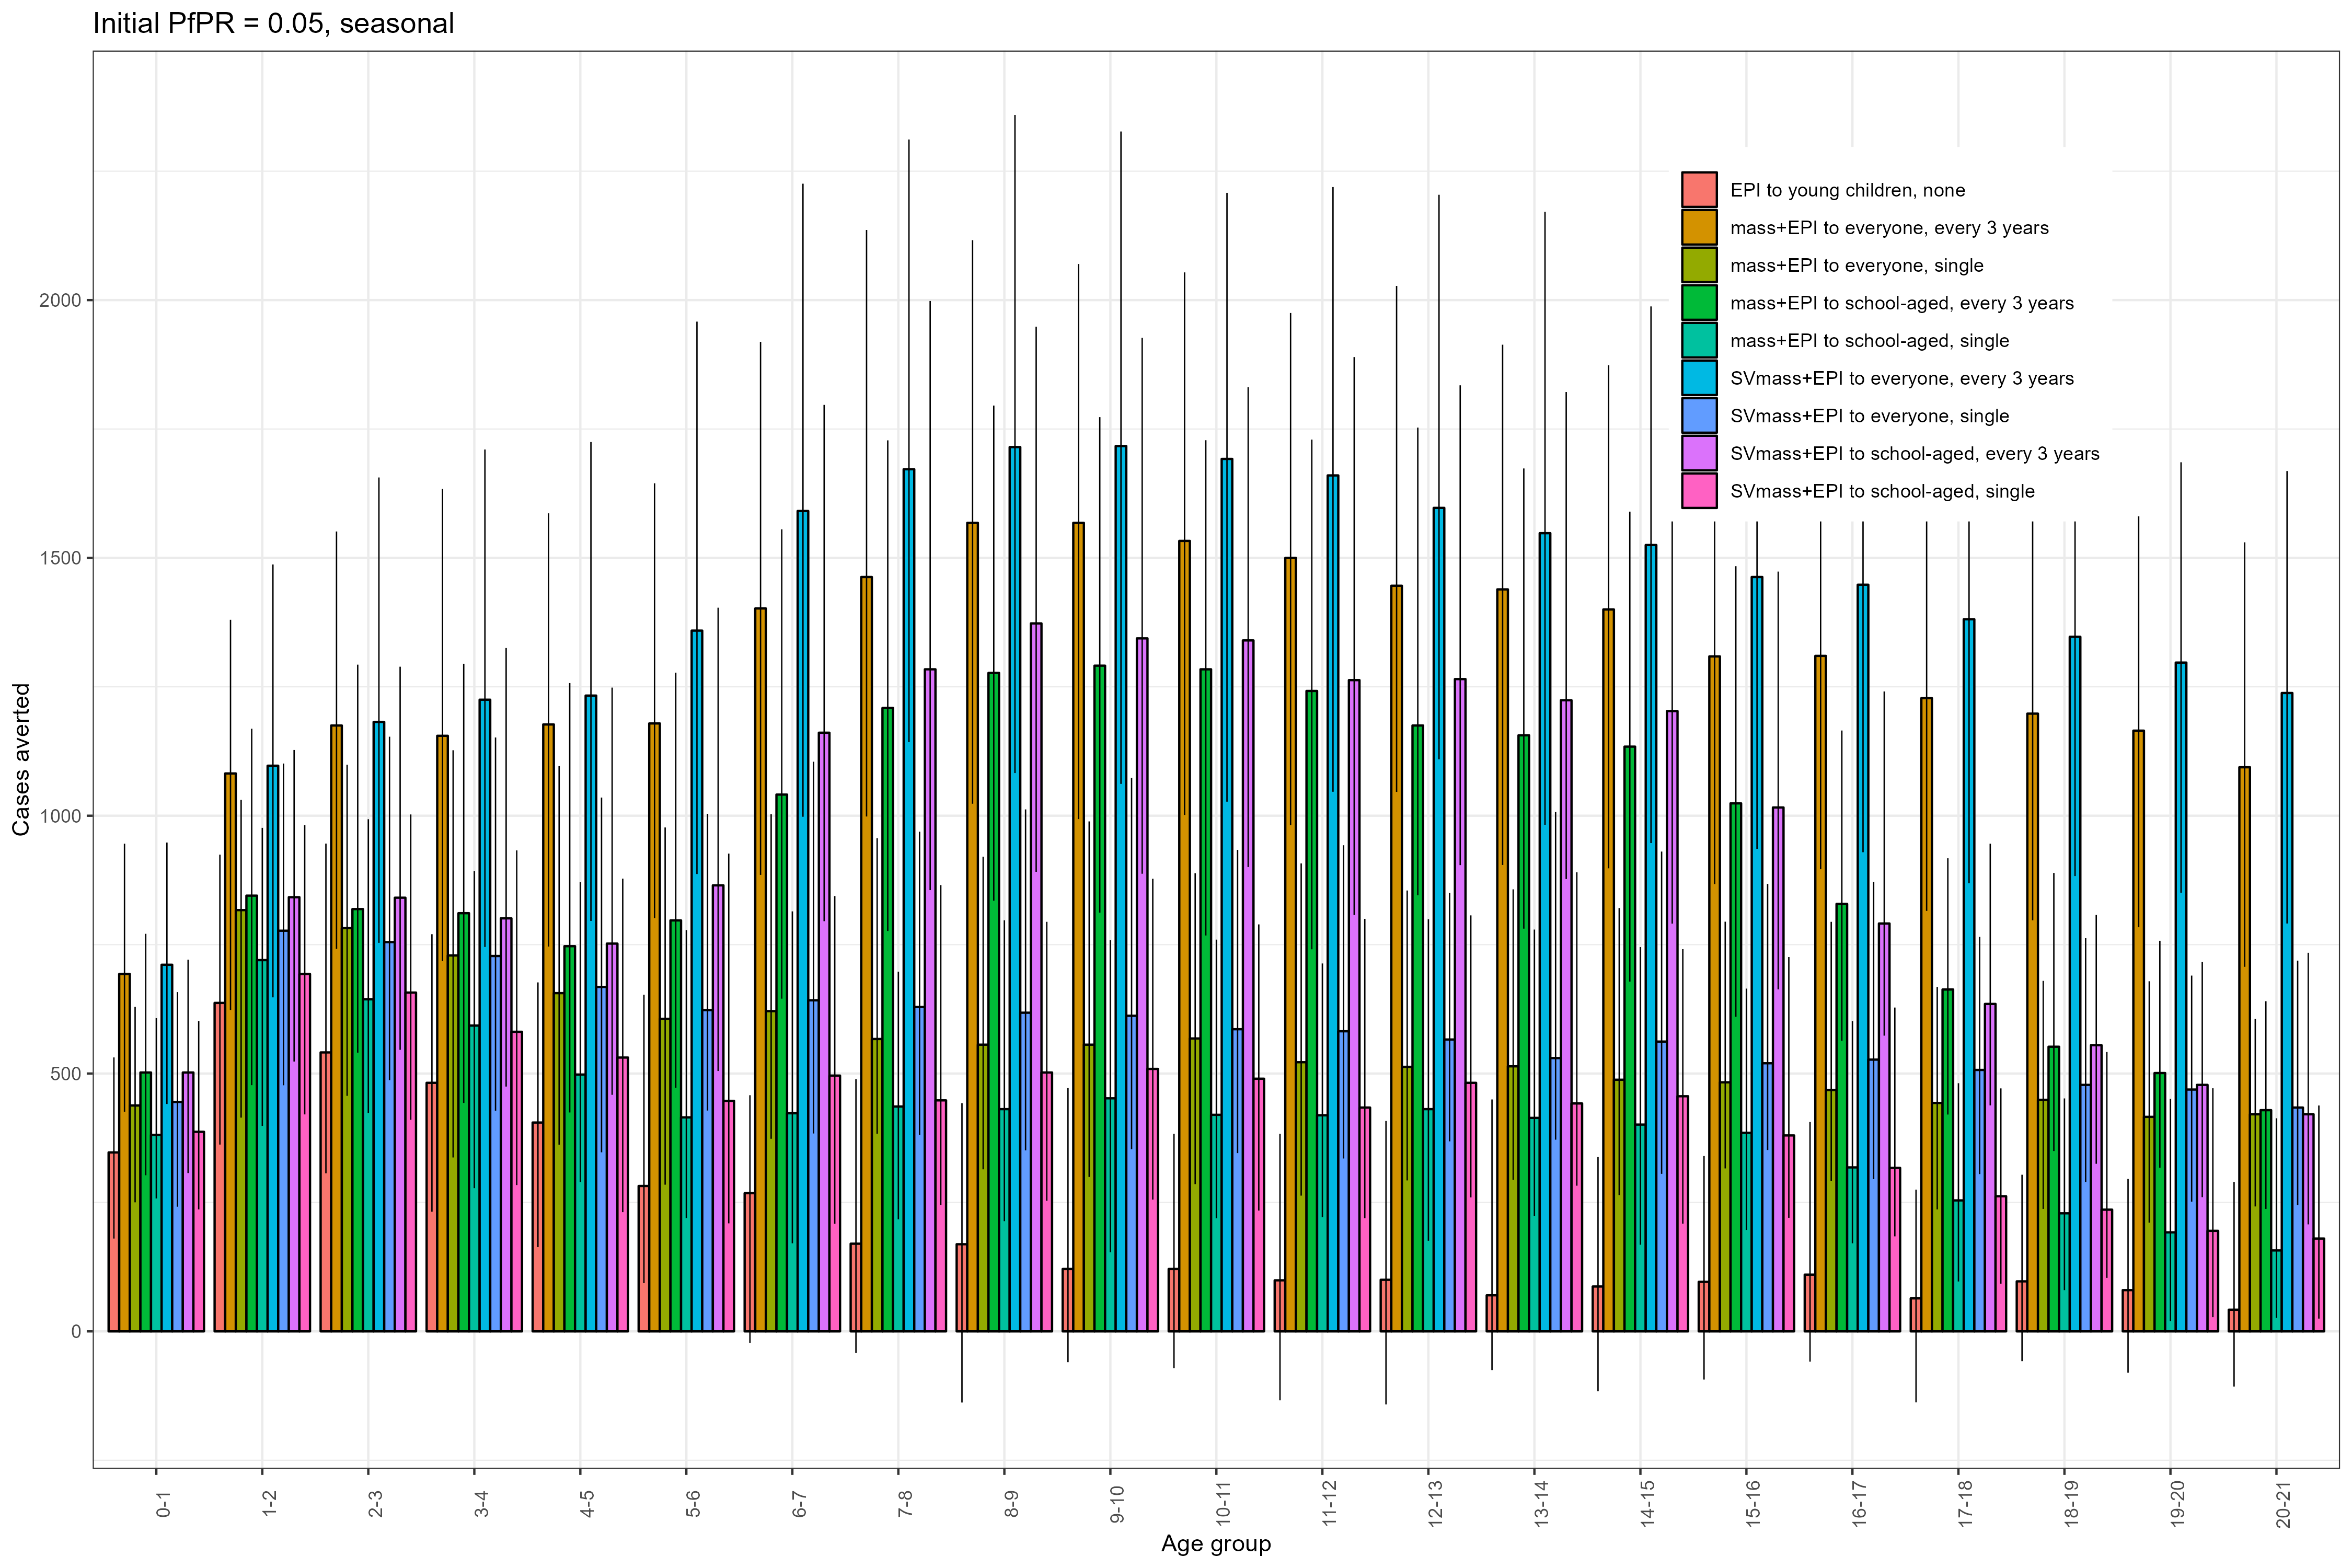 Initial PfPR = 0.05, seasonal
Cases averted
2000
1500
1000
500
0
EPI to young children, none
mass+EPI to everyone, every 3 years
mass+EPI to everyone, single
mass+EPI to school-aged, every 3 years
mass+EPI to school-aged, single
SVmass+EPI to everyone, every 3 years
SVmass+EPI to everyone, single
SVmass+EPI to school-aged, every 3 years
SVmass+EPI to school-aged, single
0-1
1-2
2-3
3-4
4-5
5-6
6-7
7-8
8-9
9-10
10-11
11-12
12-13
13-14
14-15
15-16
16-17
17-18
18-19
19-20
20-21
Age group